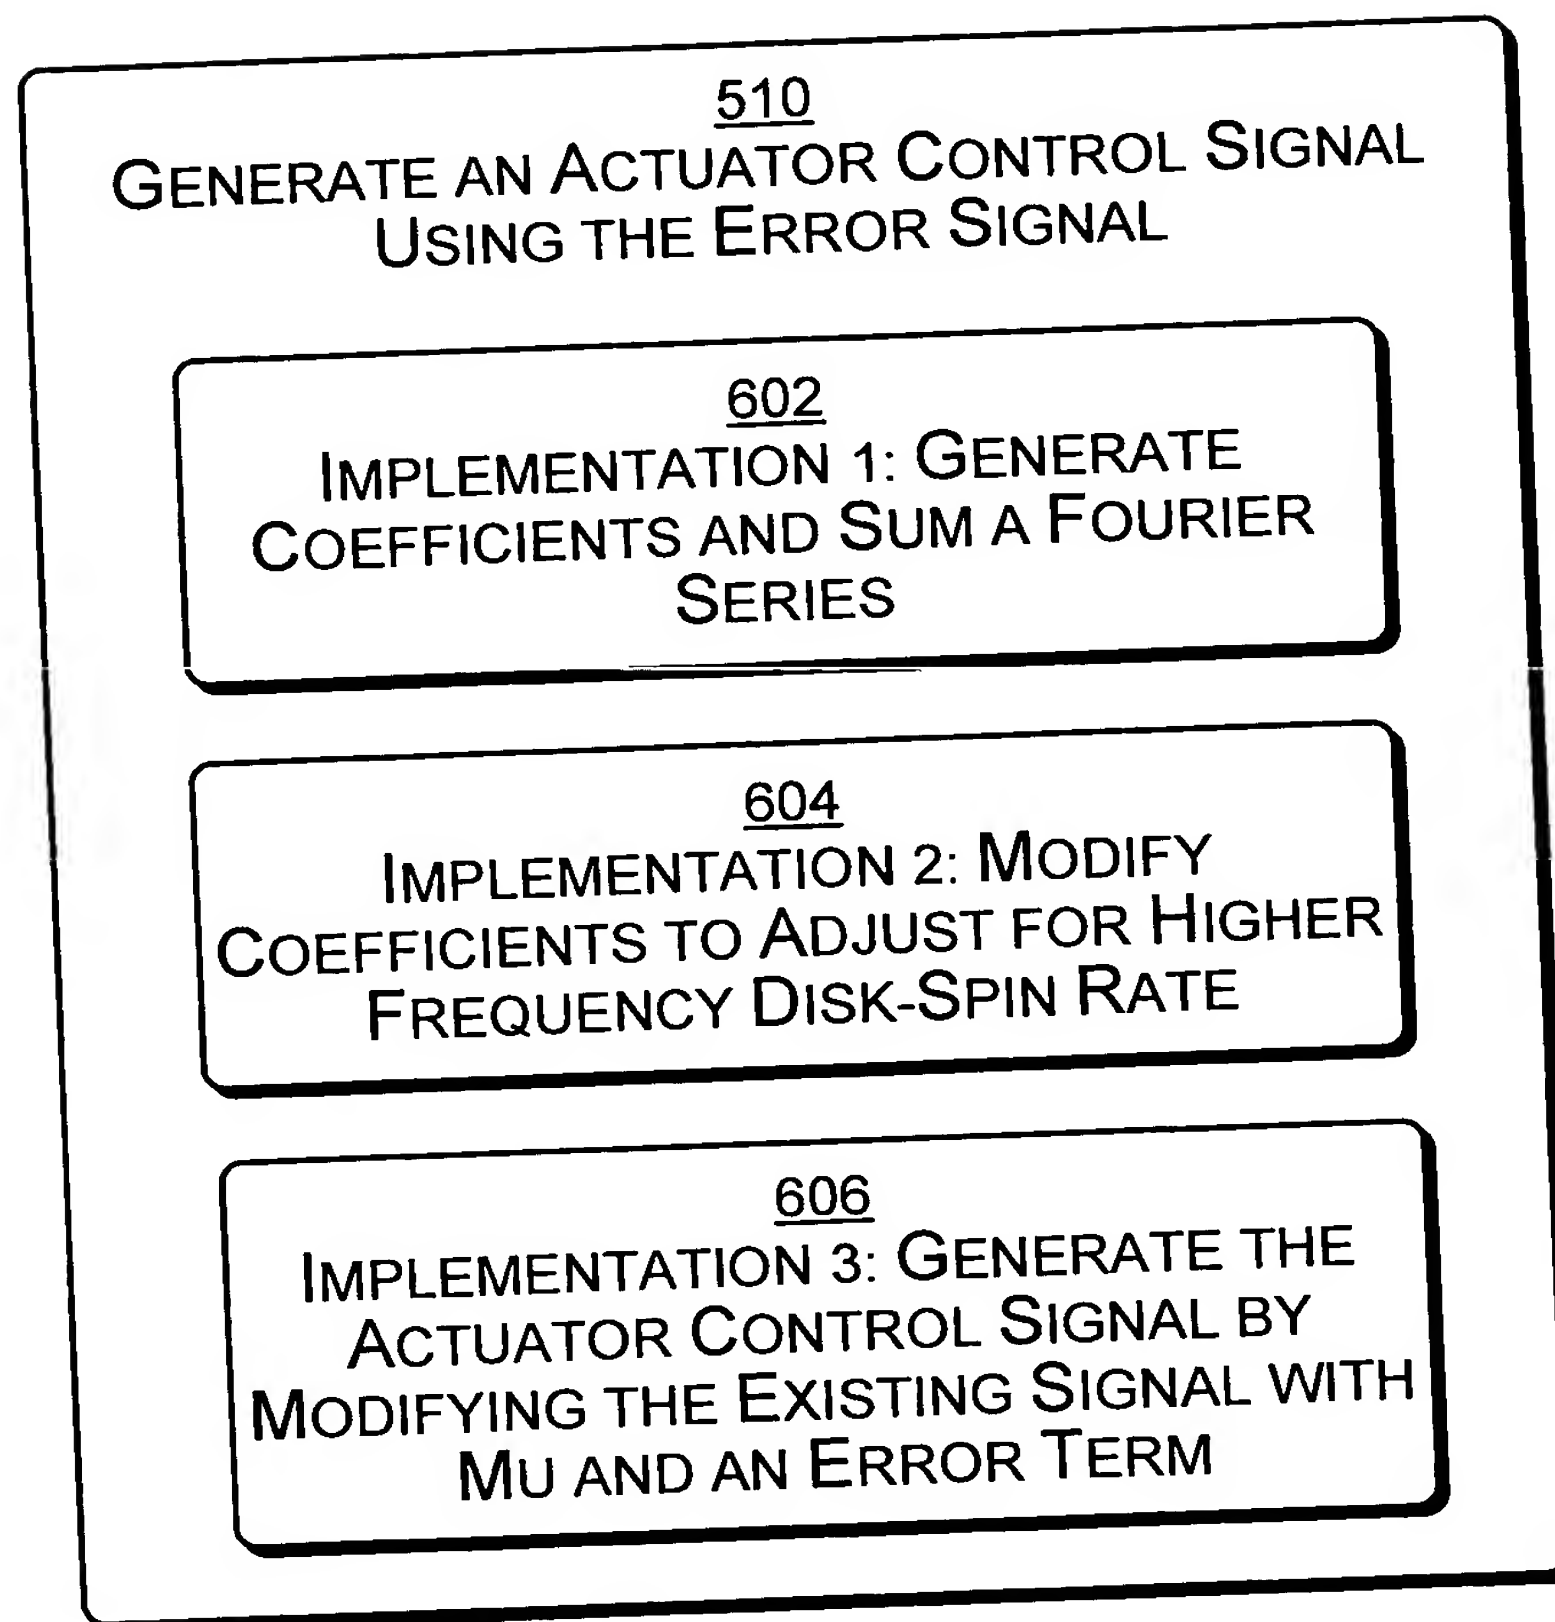 510
GENERATE AN ACTUATOR CONTROL SIGNAL
USING THE ERROR SIGNAL
602
IMPLEMENTATION 1: GENERATE
COEFFICIENTS AND SUM A FOURIER
SERIES
604
IMPLEMENTATION 2: MODIFY
COEFFICIENTS TO ADJUST FOR HIGHER
FREQUENCY DISK-SPIN RATE
606
IMPLEMENTATION 3: GENERATE THE
ACTUATOR CONTROL SIGNAL BY
MODIFYING THE EXISTING SIGNAL WITH
MU AND AN ERROR TERM